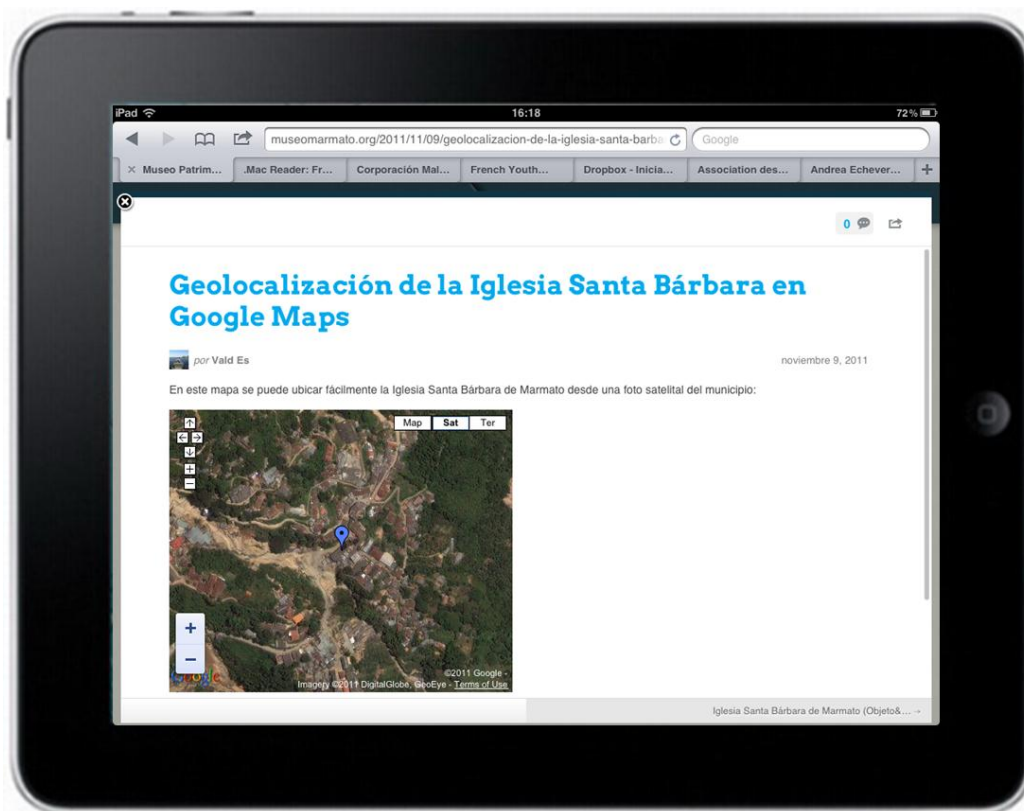 iPad 16:18 72%
museomarmato.org/2011/11/09/geolocalizacion-de-la-iglesia-santa-barba Google
Museo Patrim... .Mac Reader: Fr... Corporación Mal... French Youth... Dropbox - Inicia... Association des... Andrea Echever...
0
Geolocalización de la Iglesia Santa Bárbara en
Google Maps
por Vald Es noviembre 9, 2011
En este mapa se puede ubicar fácilmente la Iglesia Santa Bárbara de Marmato desde una foto satelital del municipio:
Map Sat Ter
©2011 Google -
Imagery ©2011 DigitalGlobe, GeoEye - Terms of Use
Google
Iglesia Santa Bárbara de Marmato (Objeto&... →